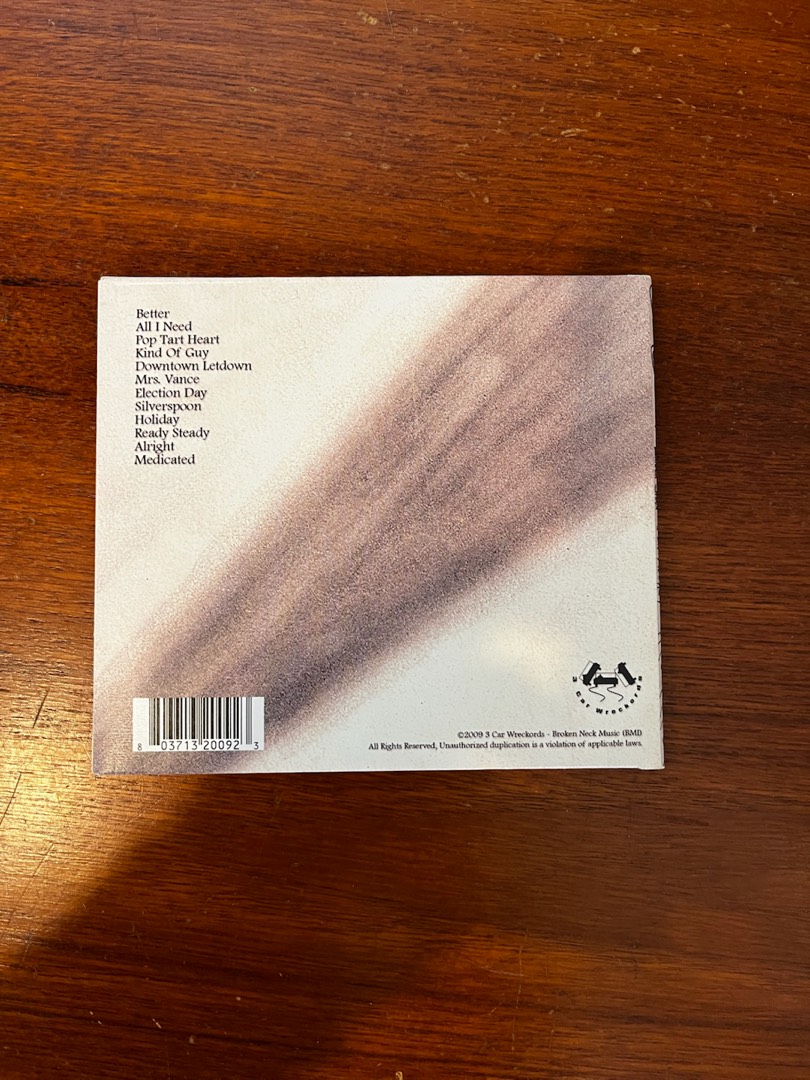 Better
All I Need
Pop Tart Heart
Kind Of Guy
Downtown Letdown
Mrs. Vance
Election Day
Silverspoon
Holiday
Ready Steady
Alright
Medicated
3 Car Wreckords
8 03713 20092 3
©2009 3 Car Wreckords - Broken Neck Music (BMI)
All Rights Reserved, Unauthorized duplication is a violation of applicable laws.